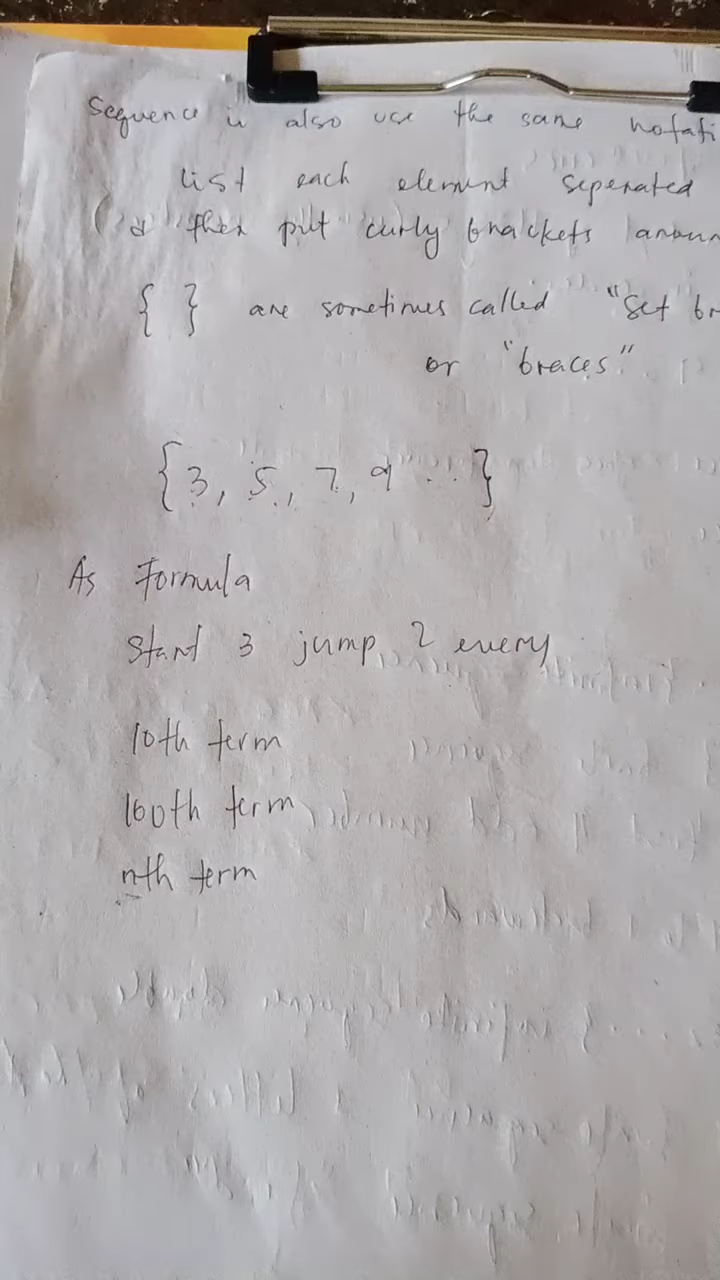 Sequence is also use the same notati
list each element seperated
& then put curly brackets aroun
{ } are sometimes called "Set br
or "braces"
{3, 5, 7, 9 ...}
As Formula
Start 3 jump 2 every
10th term
100th term
nth term